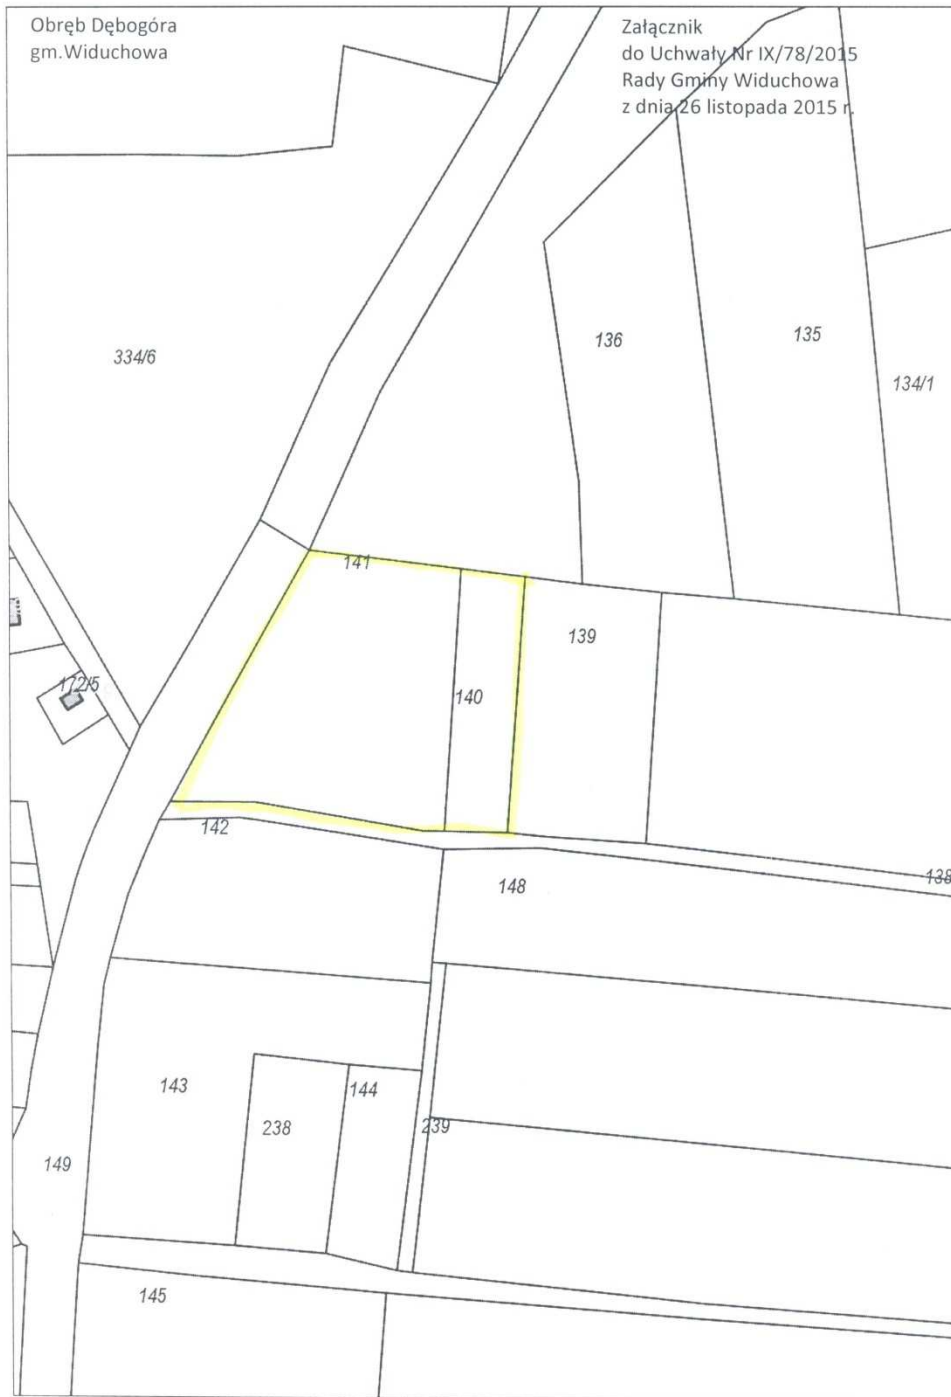 Obręb Dębogóra
gm.Widuchowa
Załącznik
do Uchwały Nr IX/78/2015
Rady Gminy Widuchowa
z dnia 26 listopada 2015 r.
136
135
334/6
134/1
141
139
172/5
140
142
138
148
143
144
238
239
149
145